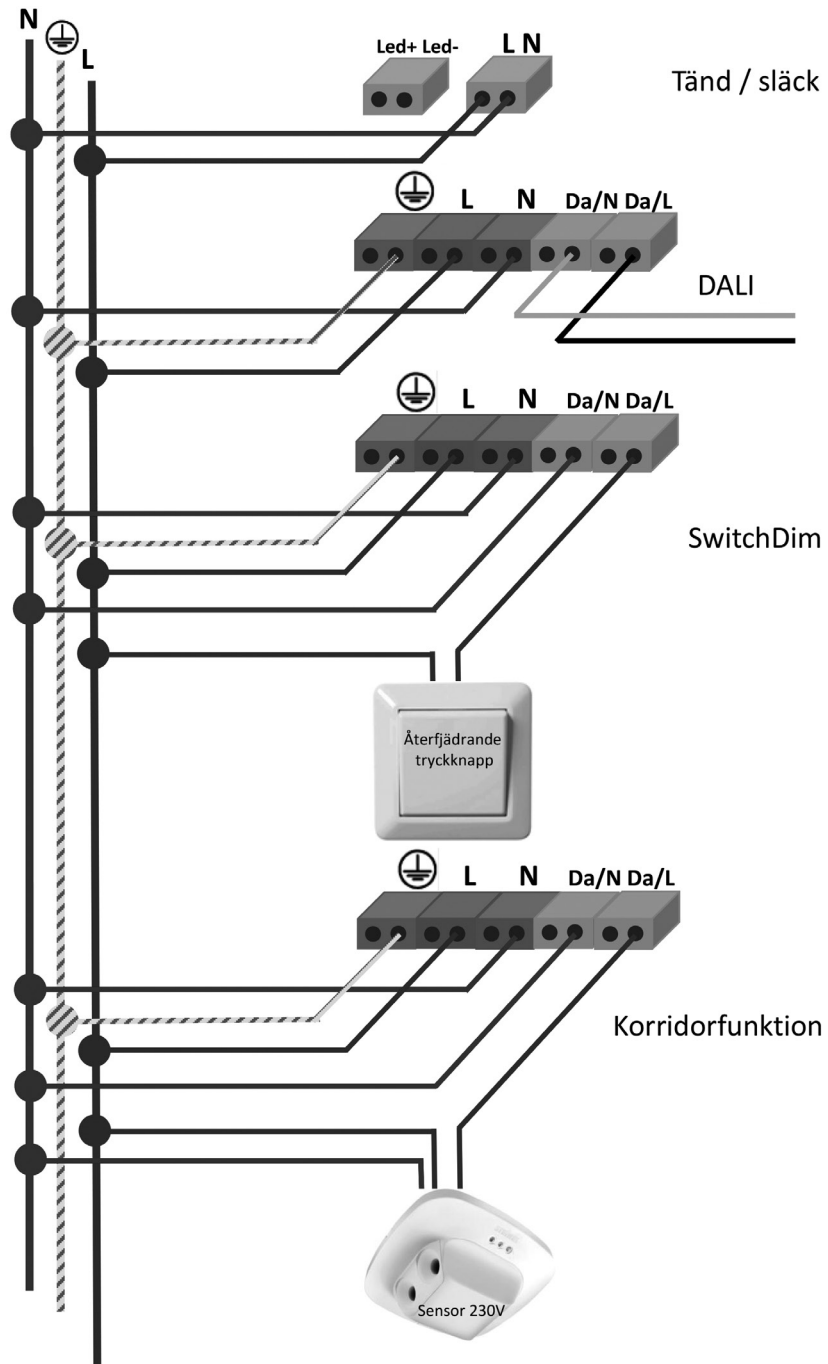 N
L
Led+ Led-
L N
Tänd / släck
L N Da/N Da/L
DALI
L N Da/N Da/L
SwitchDim
Återfjädrande
tryckknapp
L N Da/N Da/L
Korridorfunktion
Sensor 230V